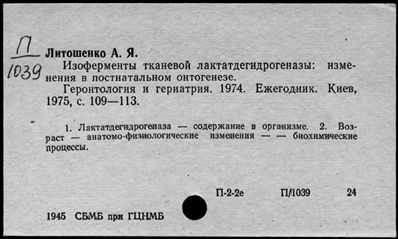 П
1039
Литошенко А. Я.
Изоферменты тканевой лактатдегидрогеназы: изме-
нения в постнатальном онтогенезе.
Геронтология и гериатрия. 1974. Ежегодник. Киев,
1975, с. 109—113.
1. Лактатдегидрогеназа — содержание в организме. 2. Воз-
раст — анатомо-физиологические изменения — — биохимические
процессы.
П-2-2е П/1039 24
1945 СБМБ при ГЦНМБ